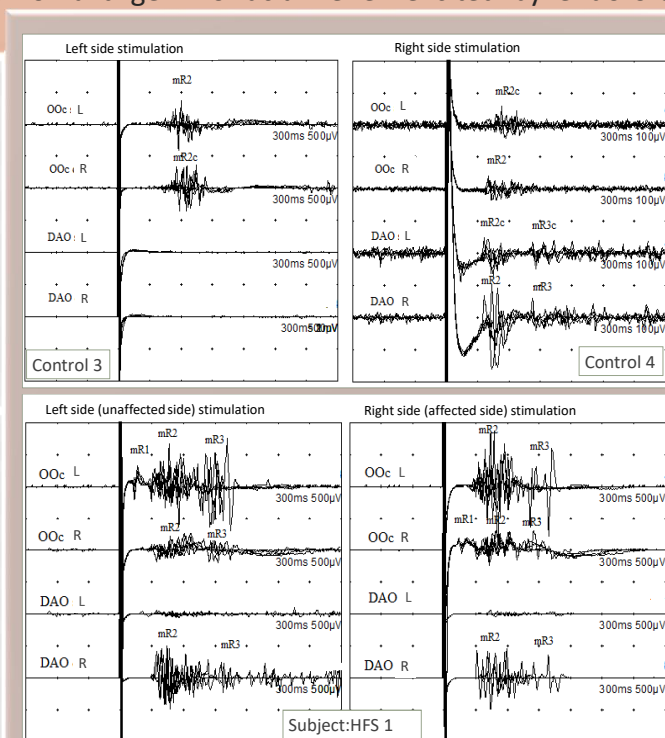 Left side stimulation
mR2
OOc : L
300ms 500µV
mR2c
OOc : R
300ms 500µV
DAO : L
300ms 500µV
DAO R
Control 3
Right side stimulation
mR2c
OOc L
300ms 100µV
mR2
OOc R
300ms 100µV
mR2c
mR3c
DAO : L
300ms 100µV
mR2
mR3
DAO R
300ms 100µV
Control 4
Left side (unaffected side) stimulation
mR2
mR1
mR3
OOc L
300ms 500µV
mR2
mR3
OOc R
300ms 500µV
DAO L
300ms 500µV
mR2
mR3
DAO R
300ms 500µV
Right side (affected side) stimulation
mR2
mR3
OOc L
300ms 500µV
mR1
mR2
mR3
OOc R
300ms 500µV
DAO L
300ms 500µV
mR2
mR3
DAO R
300ms 500µV
Subject:HFS 1